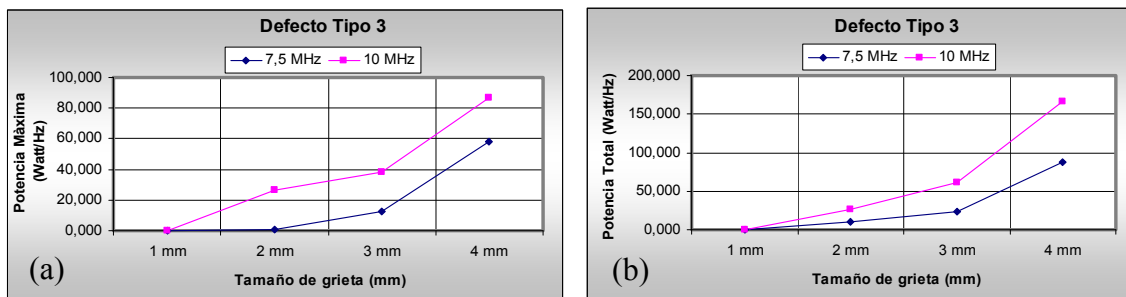 Defecto Tipo 3
7,5 MHz
10 MHz
Potencia Màxima
(Watt/Hz)
100,000
80,000
60,000
40,000
20,000
0,000
1 mm
2 mm
3 mm
4 mm
Tamaño de grieta (mm)
(a)
Defecto Tipo 3
7,5 MHz
10 MHz
Potencia Total (Watt/Hz)
200,000
150,000
100,000
50,000
0,000
1 mm
2 mm
3 mm
4 mm
Tamaño de grieta (mm)
(b)